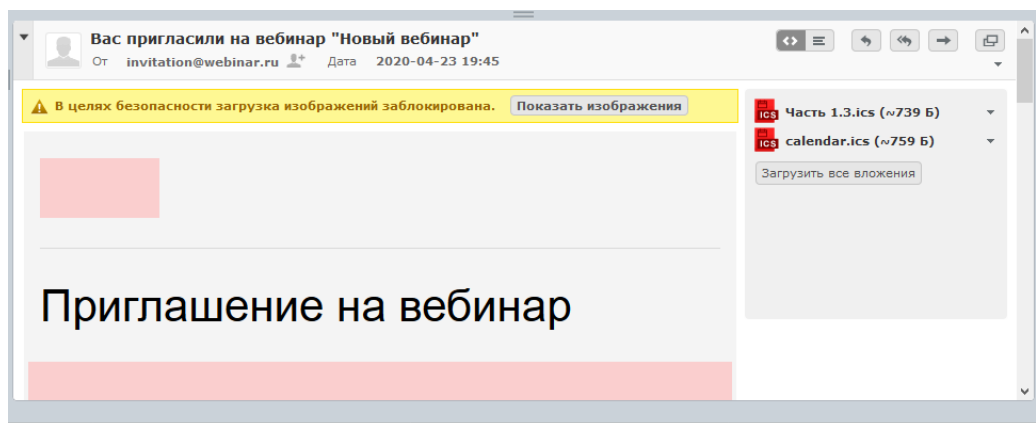 Вас пригласили на вебинар "Новый вебинар"
От invitation@webinar.ru Дата 2020-04-23 19:45
В целях безопасности загрузка изображений заблокирована. Показать изображения
Приглашение на вебинар
ICS Часть 1.3.ics (~739 Б)
ICS calendar.ics (~759 Б)
Загрузить все вложения